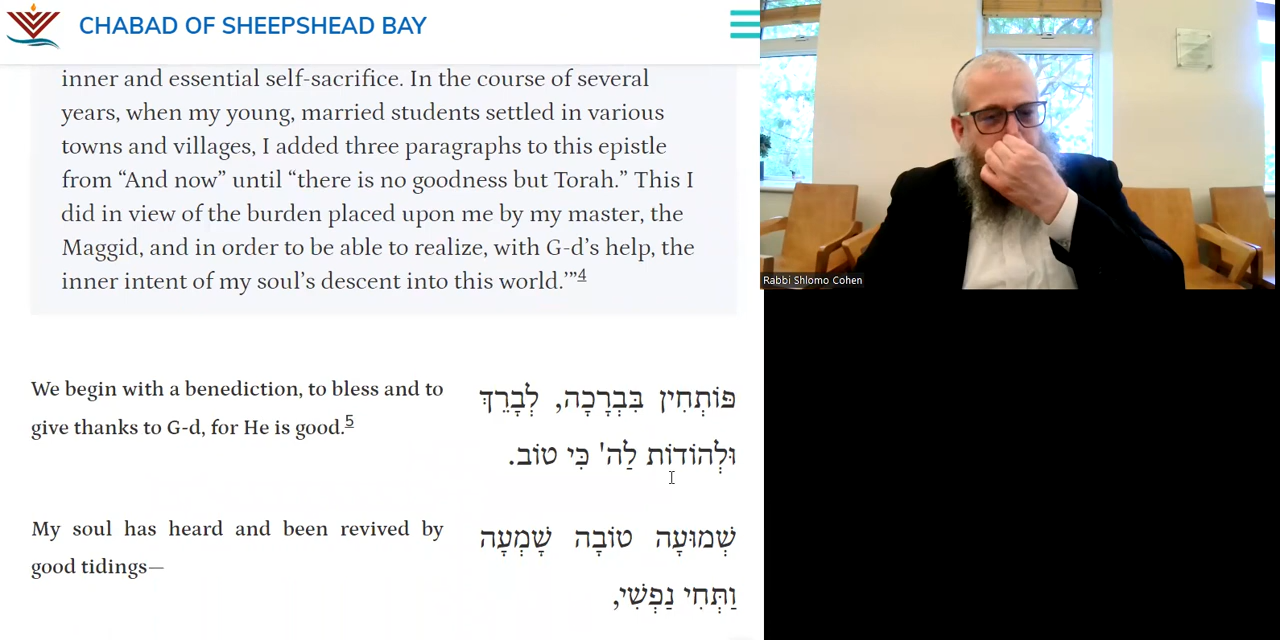 CHABAD OF SHEEPSHEAD BAY
inner and essential self-sacrifice. In the course of several
years, when my young, married students settled in various
towns and villages, I added three paragraphs to this epistle
from “And now” until “there is no goodness but Torah.” This I
did in view of the burden placed upon me by my master, the
Maggid, and in order to be able to realize, with G-d’s help, the
inner intent of my soul’s descent into this world.’”4
We begin with a benediction, to bless and to
give thanks to G-d, for He is good.5
פּוֹתְחִין בִּבְרָכָה, לְבָרֵךְ
וּלְהוֹדוֹת לַה' כִּי טוֹב.
My soul has heard and been revived by
good tidings—
שְׁמוּעָה טוֹבָה שָׁמְעָה
וַתְּחִי נַפְשִׁי,
Rabbi Shlomo Cohen